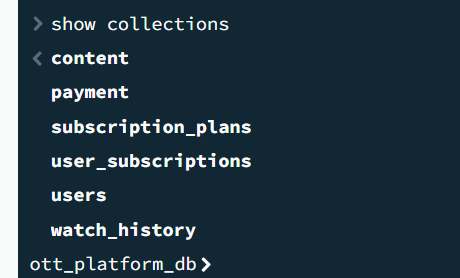 > show collections
< content
payment
subscription_plans
user_subscriptions
users
watch_history
ott_platform_db>